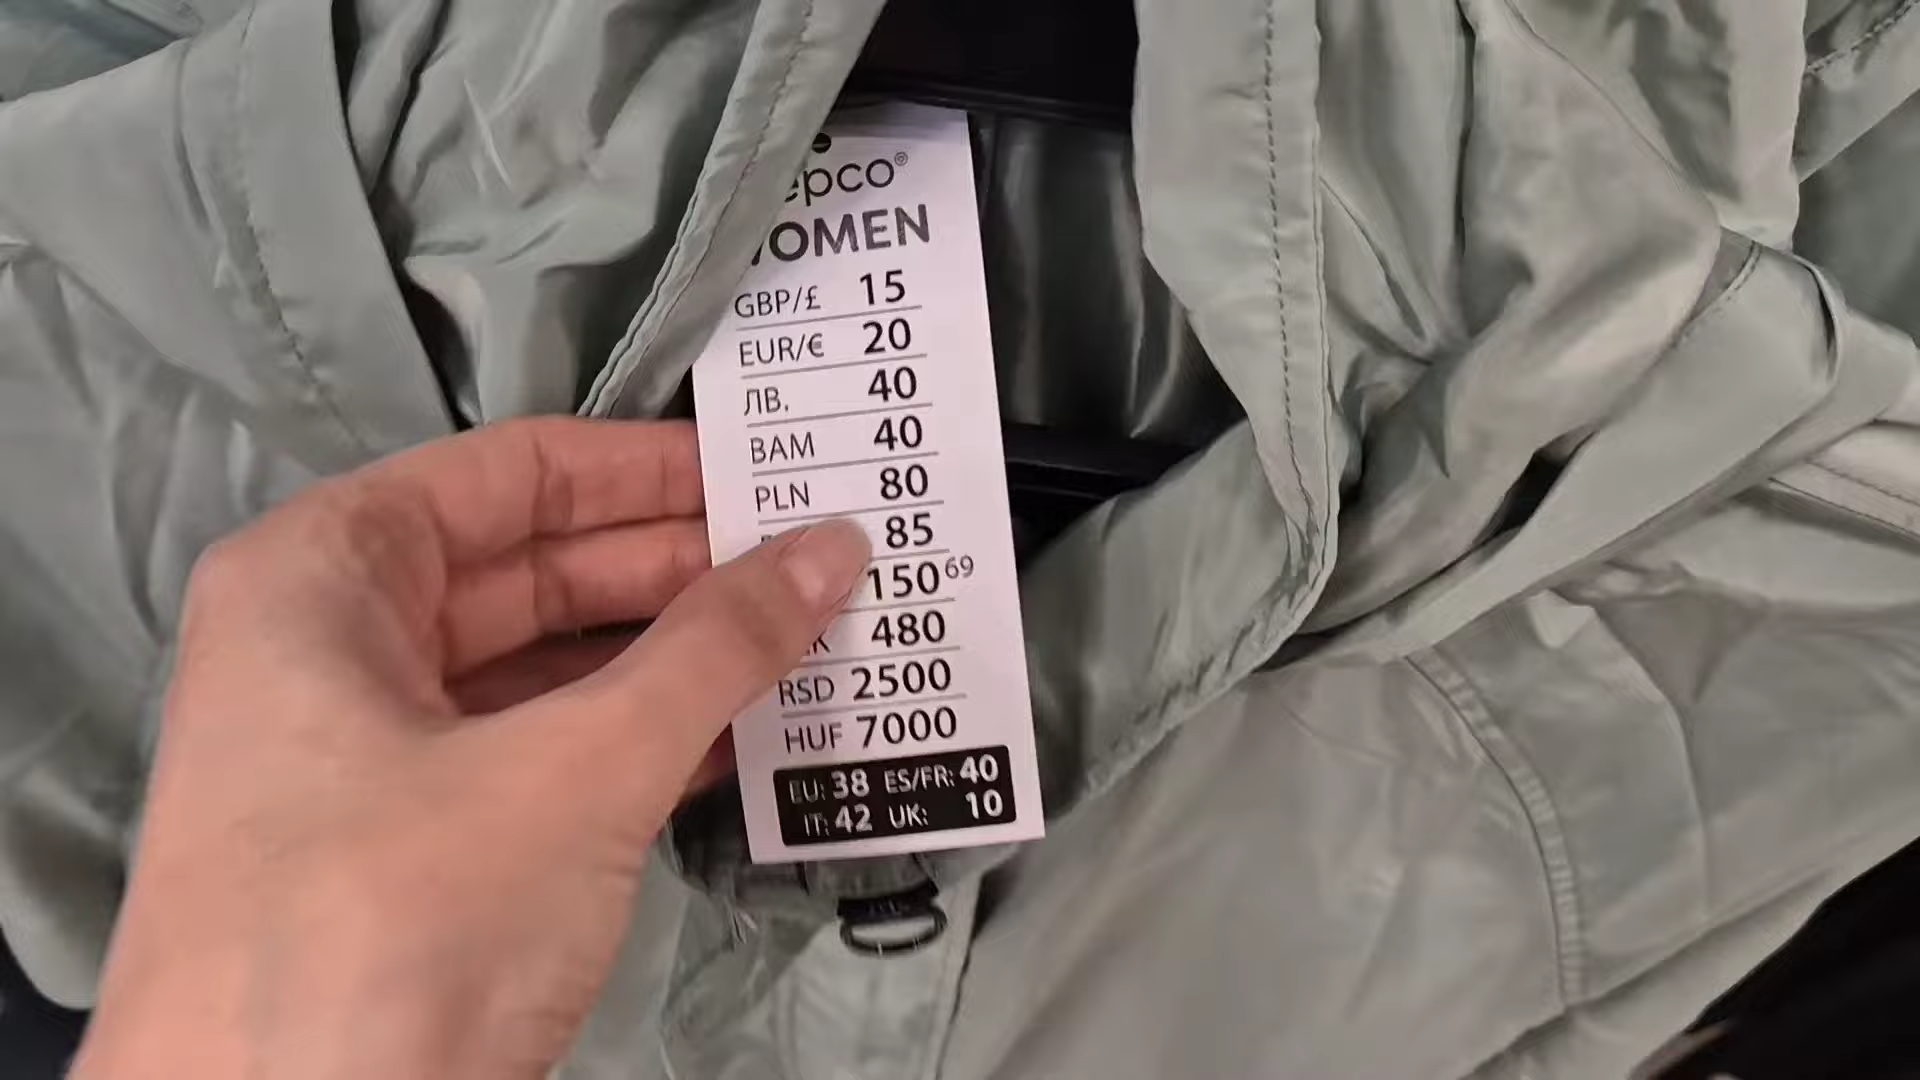 epco®
WOMEN
GBP/£ 15
EUR/€ 20
ЛВ. 40
BAM 40
PLN 80
85
150⁶⁹
480
RSD 2500
HUF 7000
EU: 38 ES/FR: 40
IT: 42 UK: 10